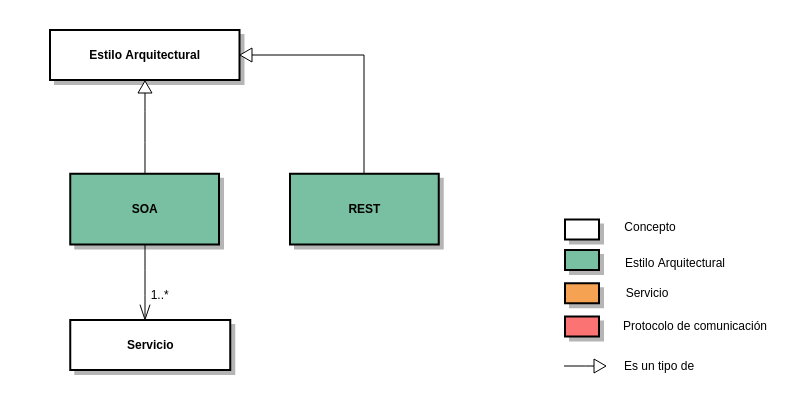 Estilo Arquitectural
SOA
REST
1..*
Servicio
Concepto
Estilo Arquitectural
Servicio
Protocolo de comunicación
Es un tipo de